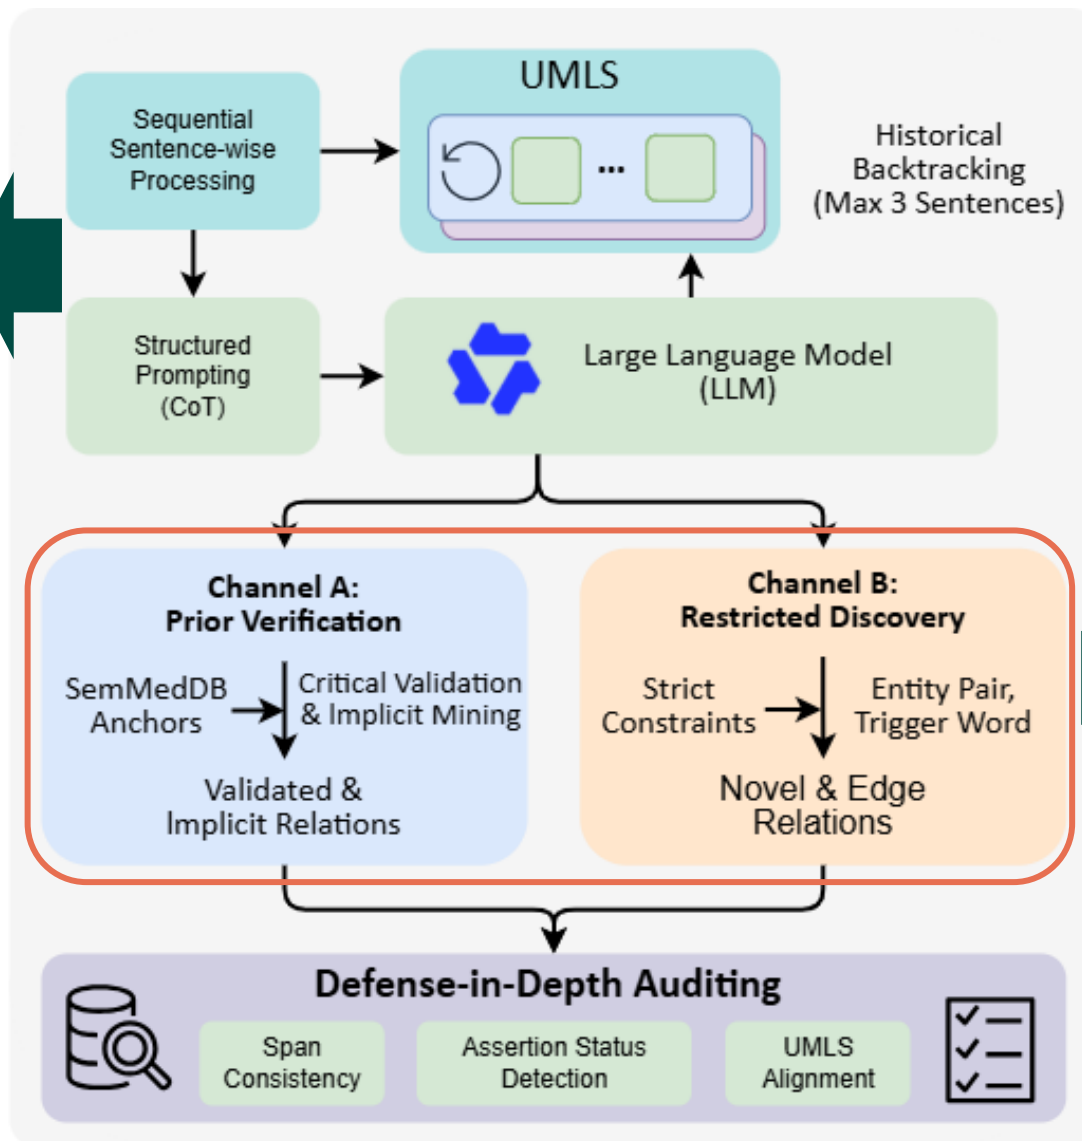 UMLS
Sequential
Sentence-wise
Processing
...
Historical
Backtracking
(Max 3 Sentences)
Structured
Prompting
(CoT)
Large Language Model
(LLM)
Channel A:
Prior Verification
SemMedDB
Anchors
Critical Validation
& Implicit Mining
Validated &
Implicit Relations
Channel B:
Restricted Discovery
Strict
Constraints
Entity Pair,
Trigger Word
Novel & Edge
Relations
Defense-in-Depth Auditing
Span
Consistency
Assertion Status
Detection
UMLS
Alignment